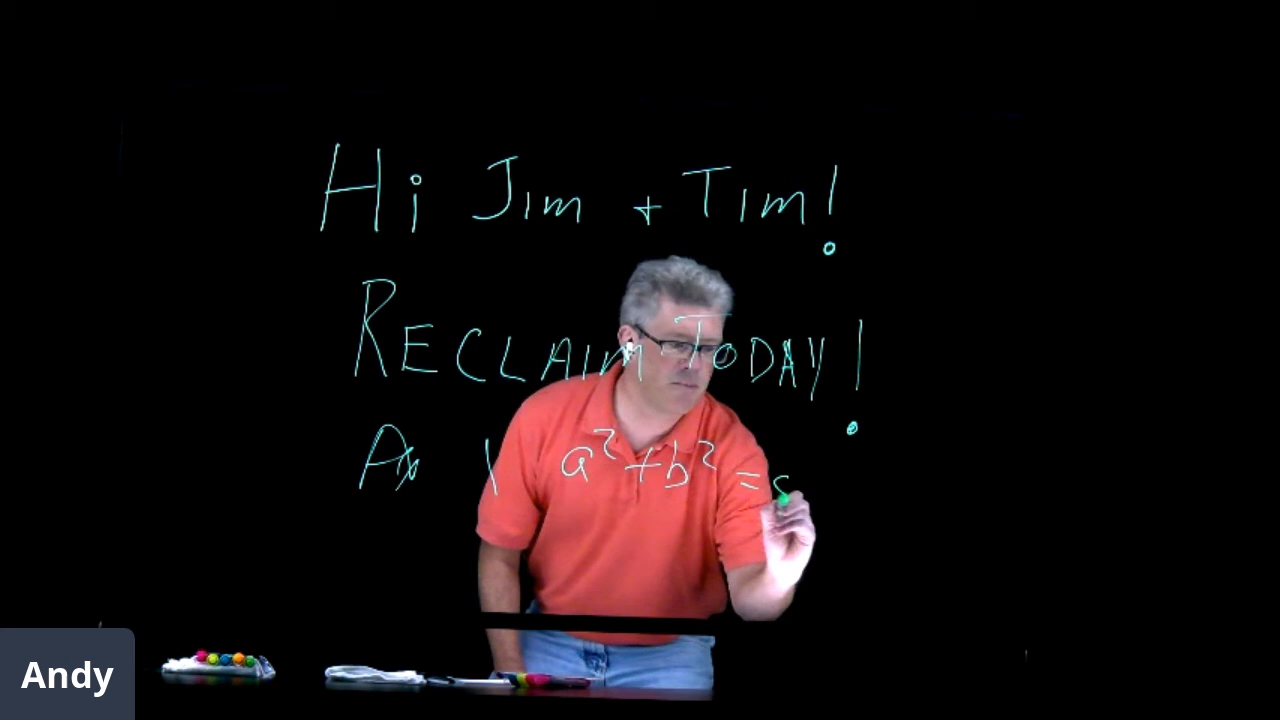 Hi Jim + Tim!
RECLAIM TODAY!
a² + b² =
Andy